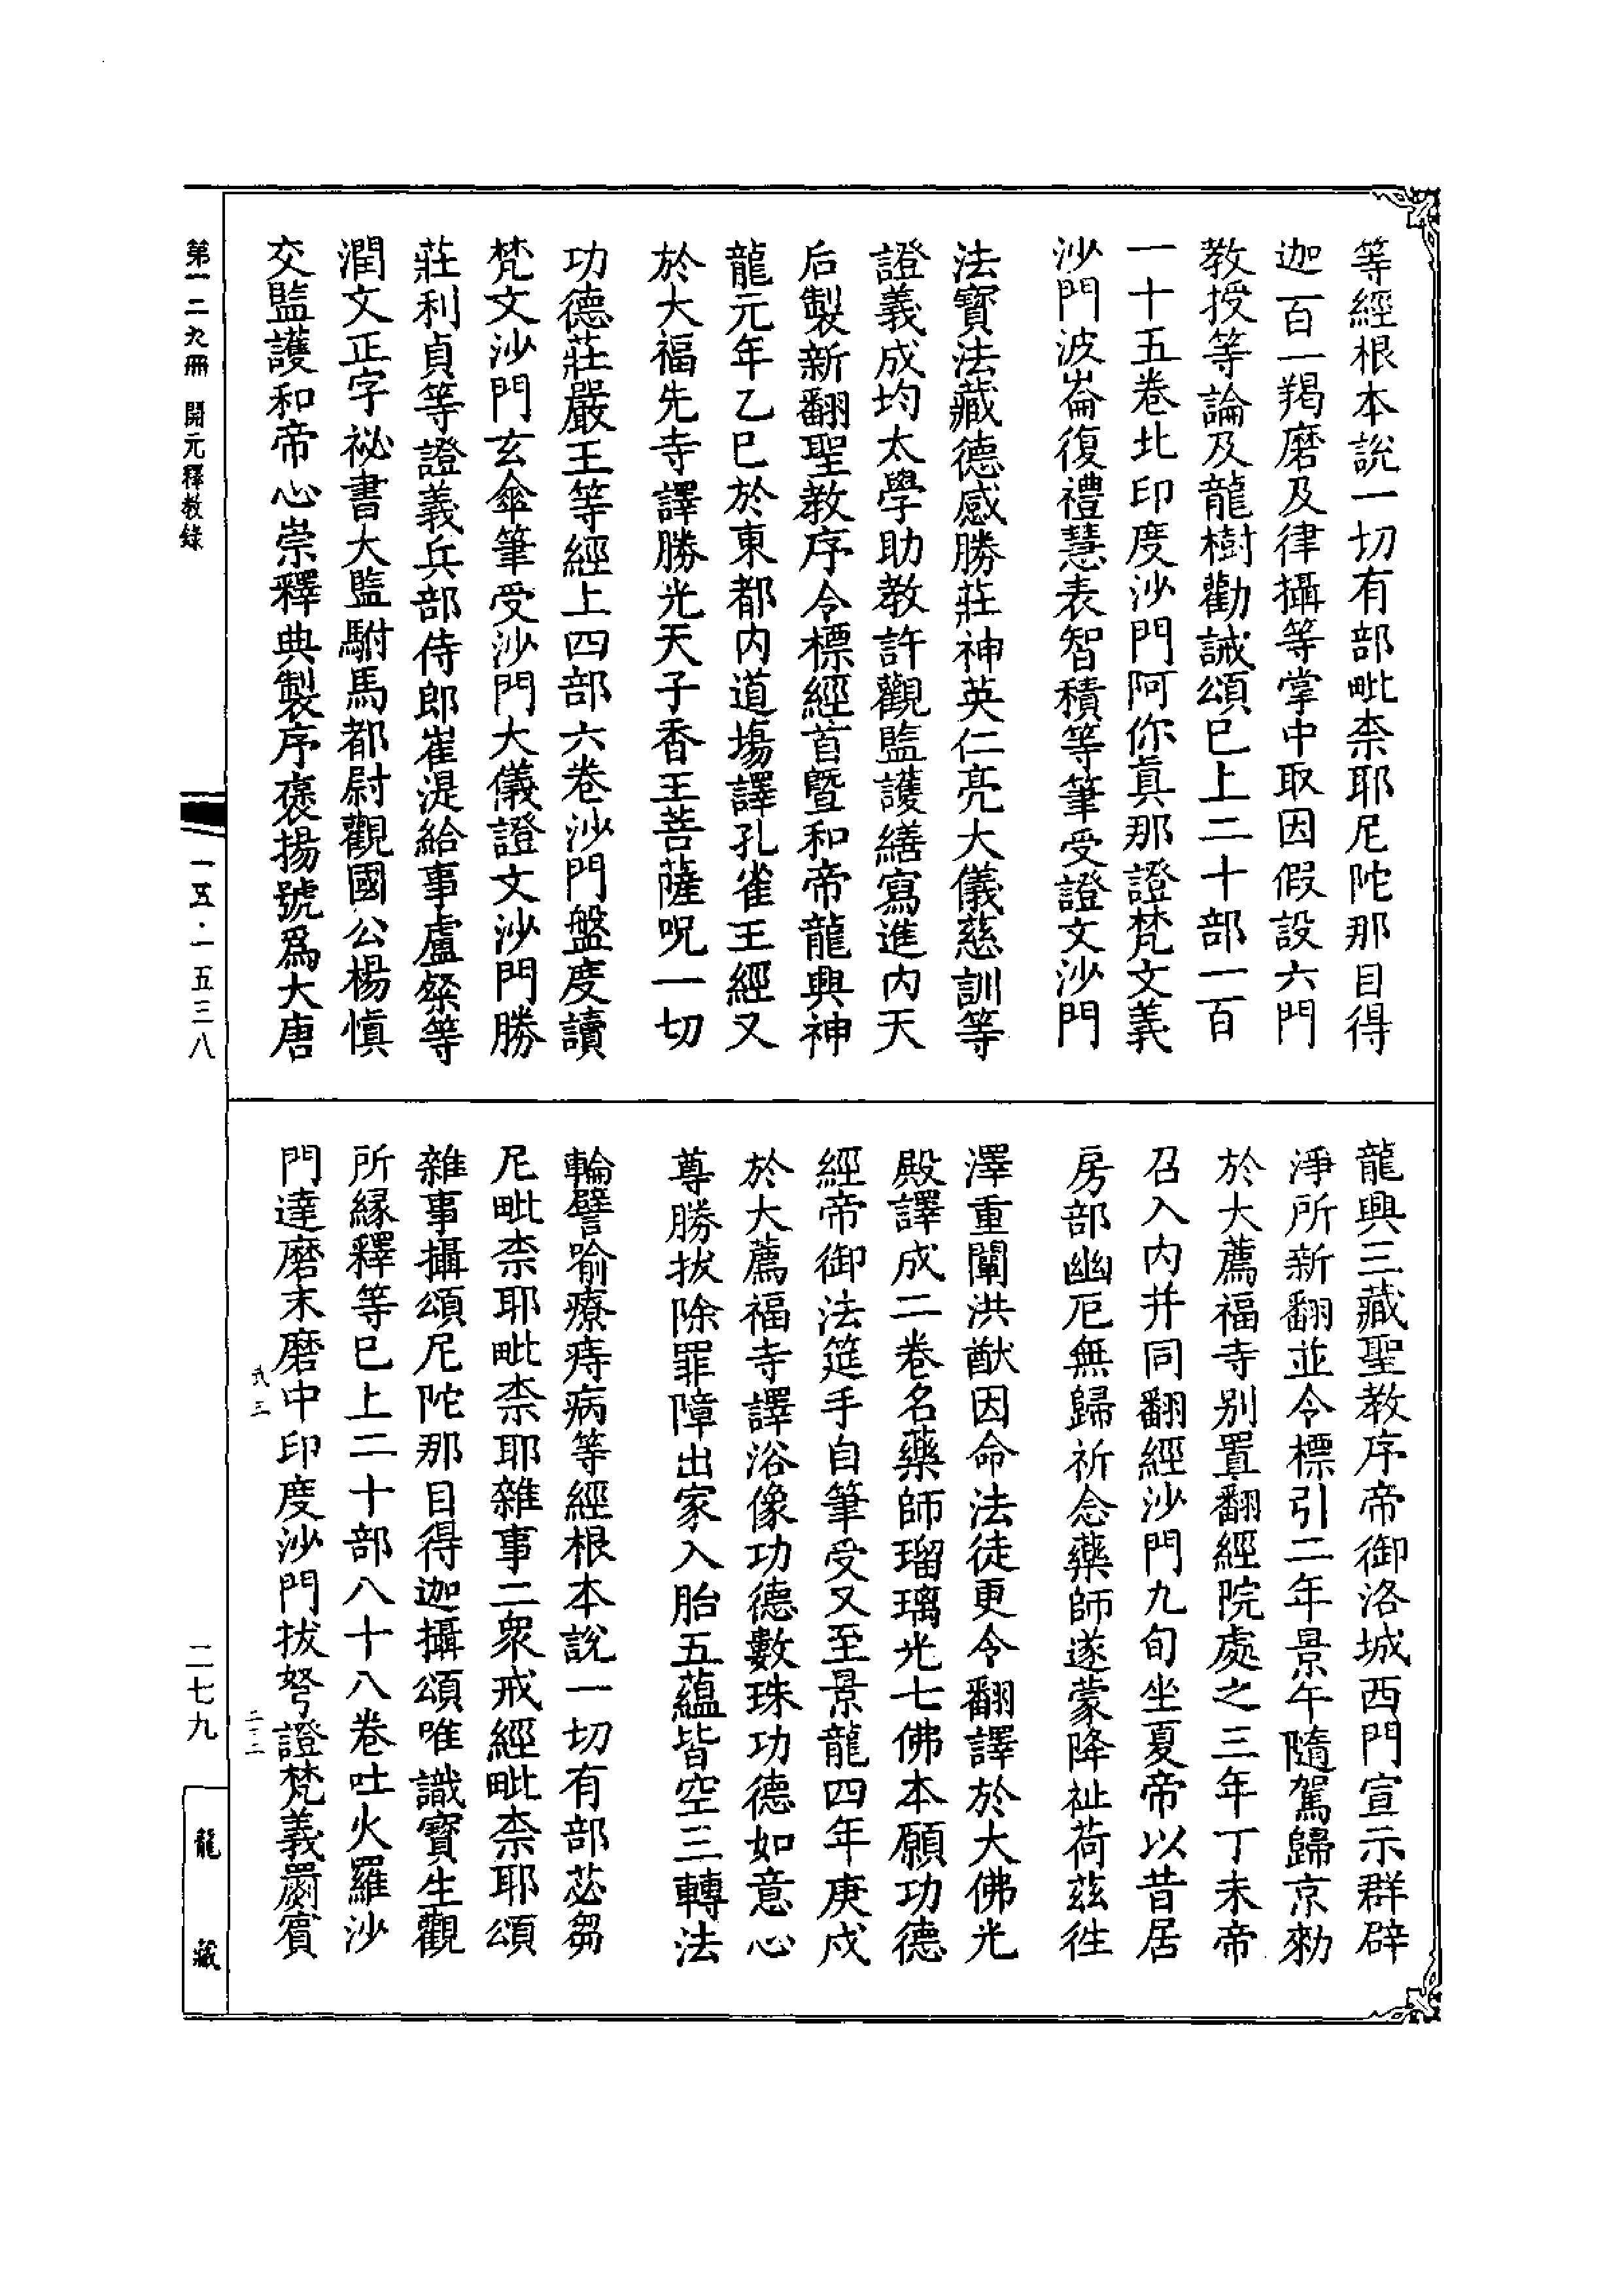 等經根本說一切有部毗柰耶尼陀那目得
迦百一羯磨及律攝等掌中取因假設六門
教授等論及龍樹勸誡頌已上二十部一百
一十五卷北印度沙門阿你真那證梵文義
沙門波崙復禮慧表智積等筆受證文沙門
法寶法藏德感勝莊神英仁亮大儀慈訓等
證義成均太學助教許觀監護繕寫進內天
后製新翻聖教序令標經首暨和帝龍興神
龍元年乙巳於東都內道場譯孔雀王經又
於大福先寺譯勝光天子香王菩薩呪一切
功德莊嚴王等經上四部六卷沙門盤度讀
梵文沙門玄傘筆受沙門大儀證文沙門勝
莊利貞等證義兵部侍郎崔湜給事盧粲等
潤文正字祕書大監駙馬都尉觀國公楊慎
交監護和帝心崇釋典製序褒揚號爲大唐
龍興三藏聖教序帝御洛城西門宣示群辟
淨所新翻並令標引二年景午隨駕歸京勑
於大薦福寺別置翻經院處之三年丁未帝
召入內并同翻經沙門九旬坐夏帝以昔居
房部幽厄無歸祈念藥師遂蒙降祉荷茲徃
澤重闡洪猷因命法徒更令翻譯於大佛光
殿譯成二卷名藥師瑠璃光七佛本願功德
經帝御法筵手自筆受又至景龍四年庚戌
於大薦福寺譯浴像功德數珠功德如意心
尊勝拔除罪障出家入胎五蘊皆空三轉法
輪譬喻療痔病等經根本說一切有部苾芻
尼毗柰耶毗柰耶雜事二衆戒經毗柰耶頌
雜事攝頌尼陀那目得迦攝頌唯識寶生觀
所緣釋等已上二十部八十八卷吐火羅沙
門達磨末磨中印度沙門拔弩證梵義罽賓
弐三
二三二
第一二九冊 開元釋教錄
一五·一五三八
二七九
龍藏